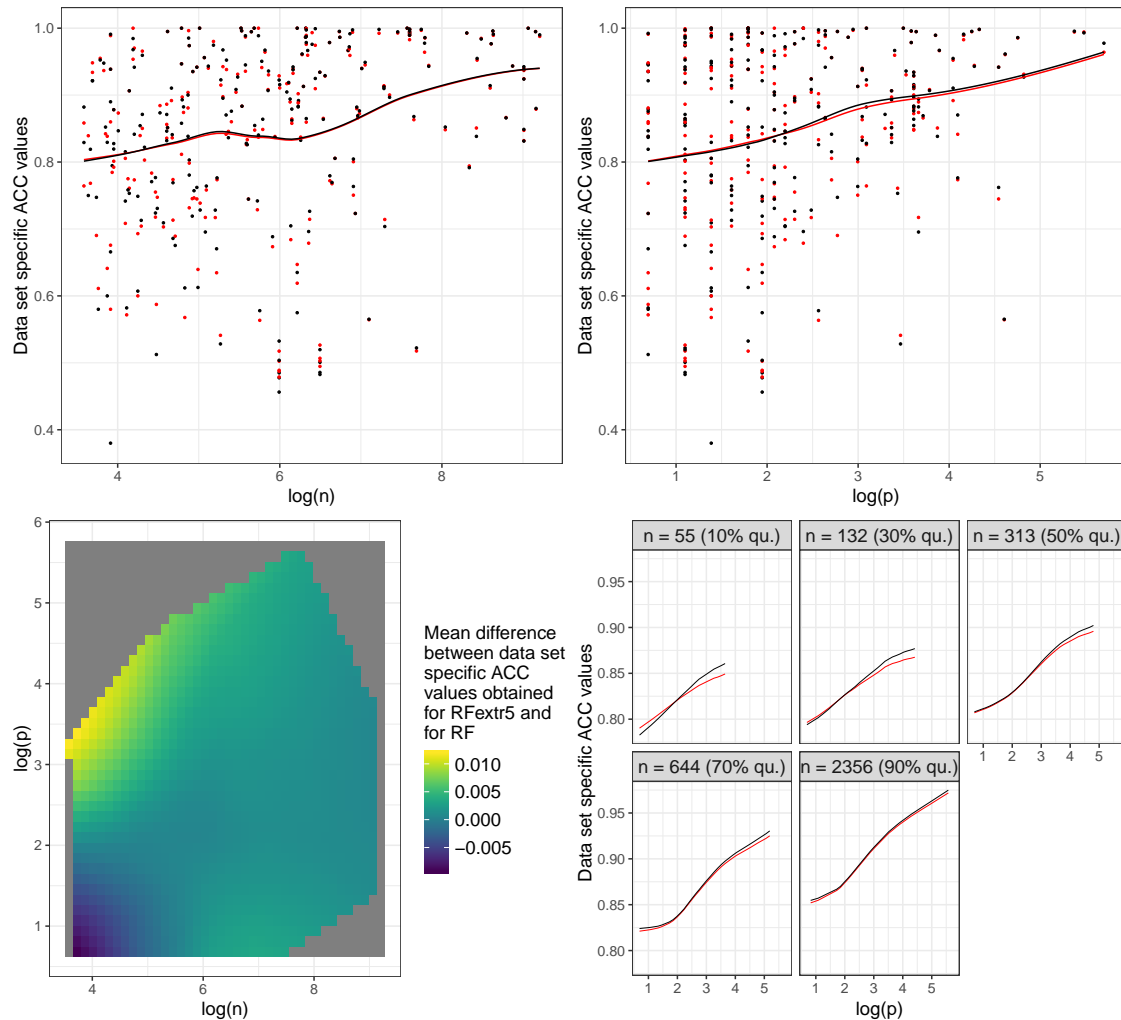 1.0
0.8
0.6
0.4
Data set specific ACC values
4
6
8
log(n)
1.0
0.8
0.6
0.4
Data set specific ACC values
1
2
3
4
5
log(p)
6
5
4
3
2
1
log(p)
4
6
8
log(n)
Mean difference
between data set
specific ACC
values obtained
for RFextr5 and
for RF
0.010
0.005
0.000
−0.005
n = 55 (10% qu.)
n = 132 (30% qu.)
n = 313 (50% qu.)
0.95
0.90
0.85
0.80
1 2 3 4 5
n = 644 (70% qu.)
n = 2356 (90% qu.)
0.95
0.90
0.85
0.80
1 2 3 4 5
1 2 3 4 5
Data set specific ACC values
log(p)